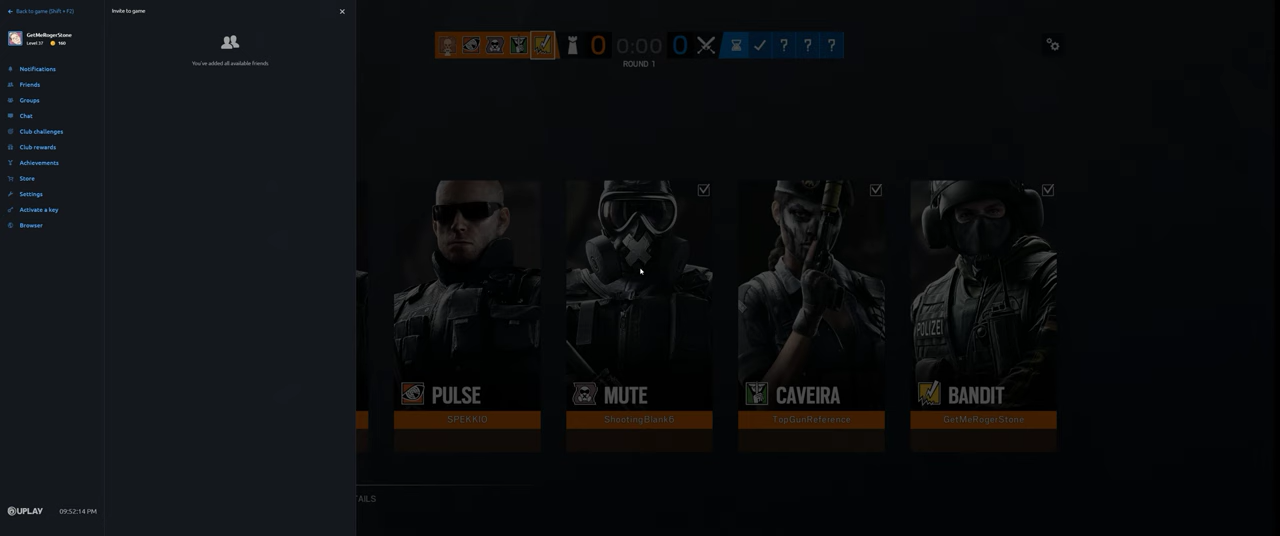 Back to game (Shift + F2)
GetMeRogerStone
Level 37 160
Notifications
Friends
Groups
Chat
Club challenges
Club rewards
Achievements
Store
Settings
Activate a key
Browser
UPLAY 09:52:14 PM
Invite to game
You've added all available friends
0 0:00 0 ? ? ?
ROUND 1
PULSE
SPEKKIO
MUTE
ShootingBlank6
POLIZEI
CAVEIRA
TopGunReference
BANDIT
GetMeRogerStone
AILS